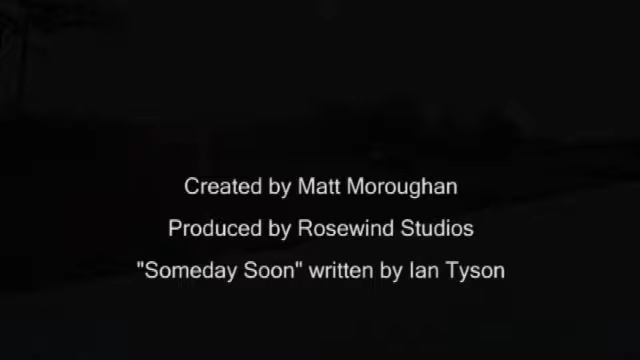 Created by Matt Moroughan
Produced by Rosewind Studios
"Someday Soon" written by Ian Tyson